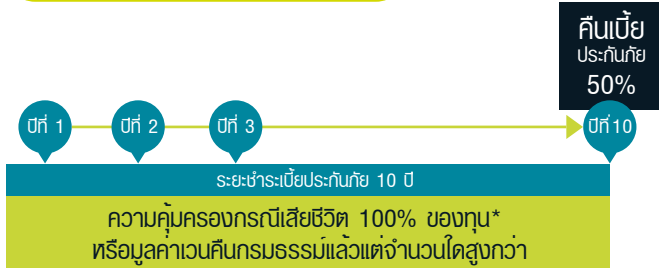 คืนเบี้ย
ประกันภัย
50%
ปีที่ 1
ปีที่ 2
ปีที่ 3
ปีที่ 10
ระยะชำระเบี้ยประกันภัย 10 ปี
ความคุ้มครองกรณีเสียชีวิต 100% ของทุน*
หรือมูลค่าเวนคืนกรมธรรม์แล้วแต่จำนวนใดสูงกว่า